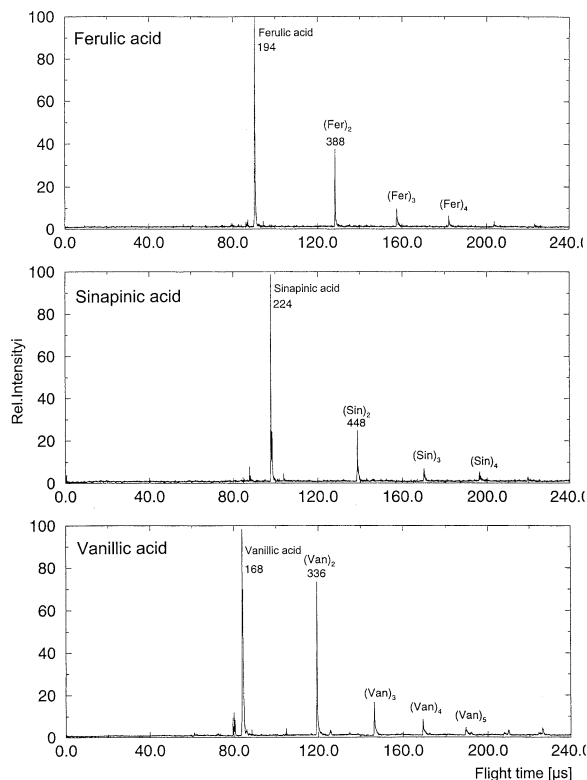 Ferulic acid
100
80
60
40
20
0
Ferulic acid
194
(Fer)2
388
(Fer)3
(Fer)4
0.0 40.0 80.0 120.0 160.0 200.0 240.(
Sinapinic acid
100
80
60
40
20
0
Sinapinic acid
224
(Sin)2
448
(Sin)3
(Sin)4
0.0 40.0 80.0 120.0 160.0 200.0 240.(
Rel.Intensityi
Vanillic acid
100
80
60
40
20
0
Vanillic acid
168
(Van)2
336
(Van)3
(Van)4
(Van)5
0.0 40.0 80.0 120.0 160.0 200.0 240.(
Flight time [µs]